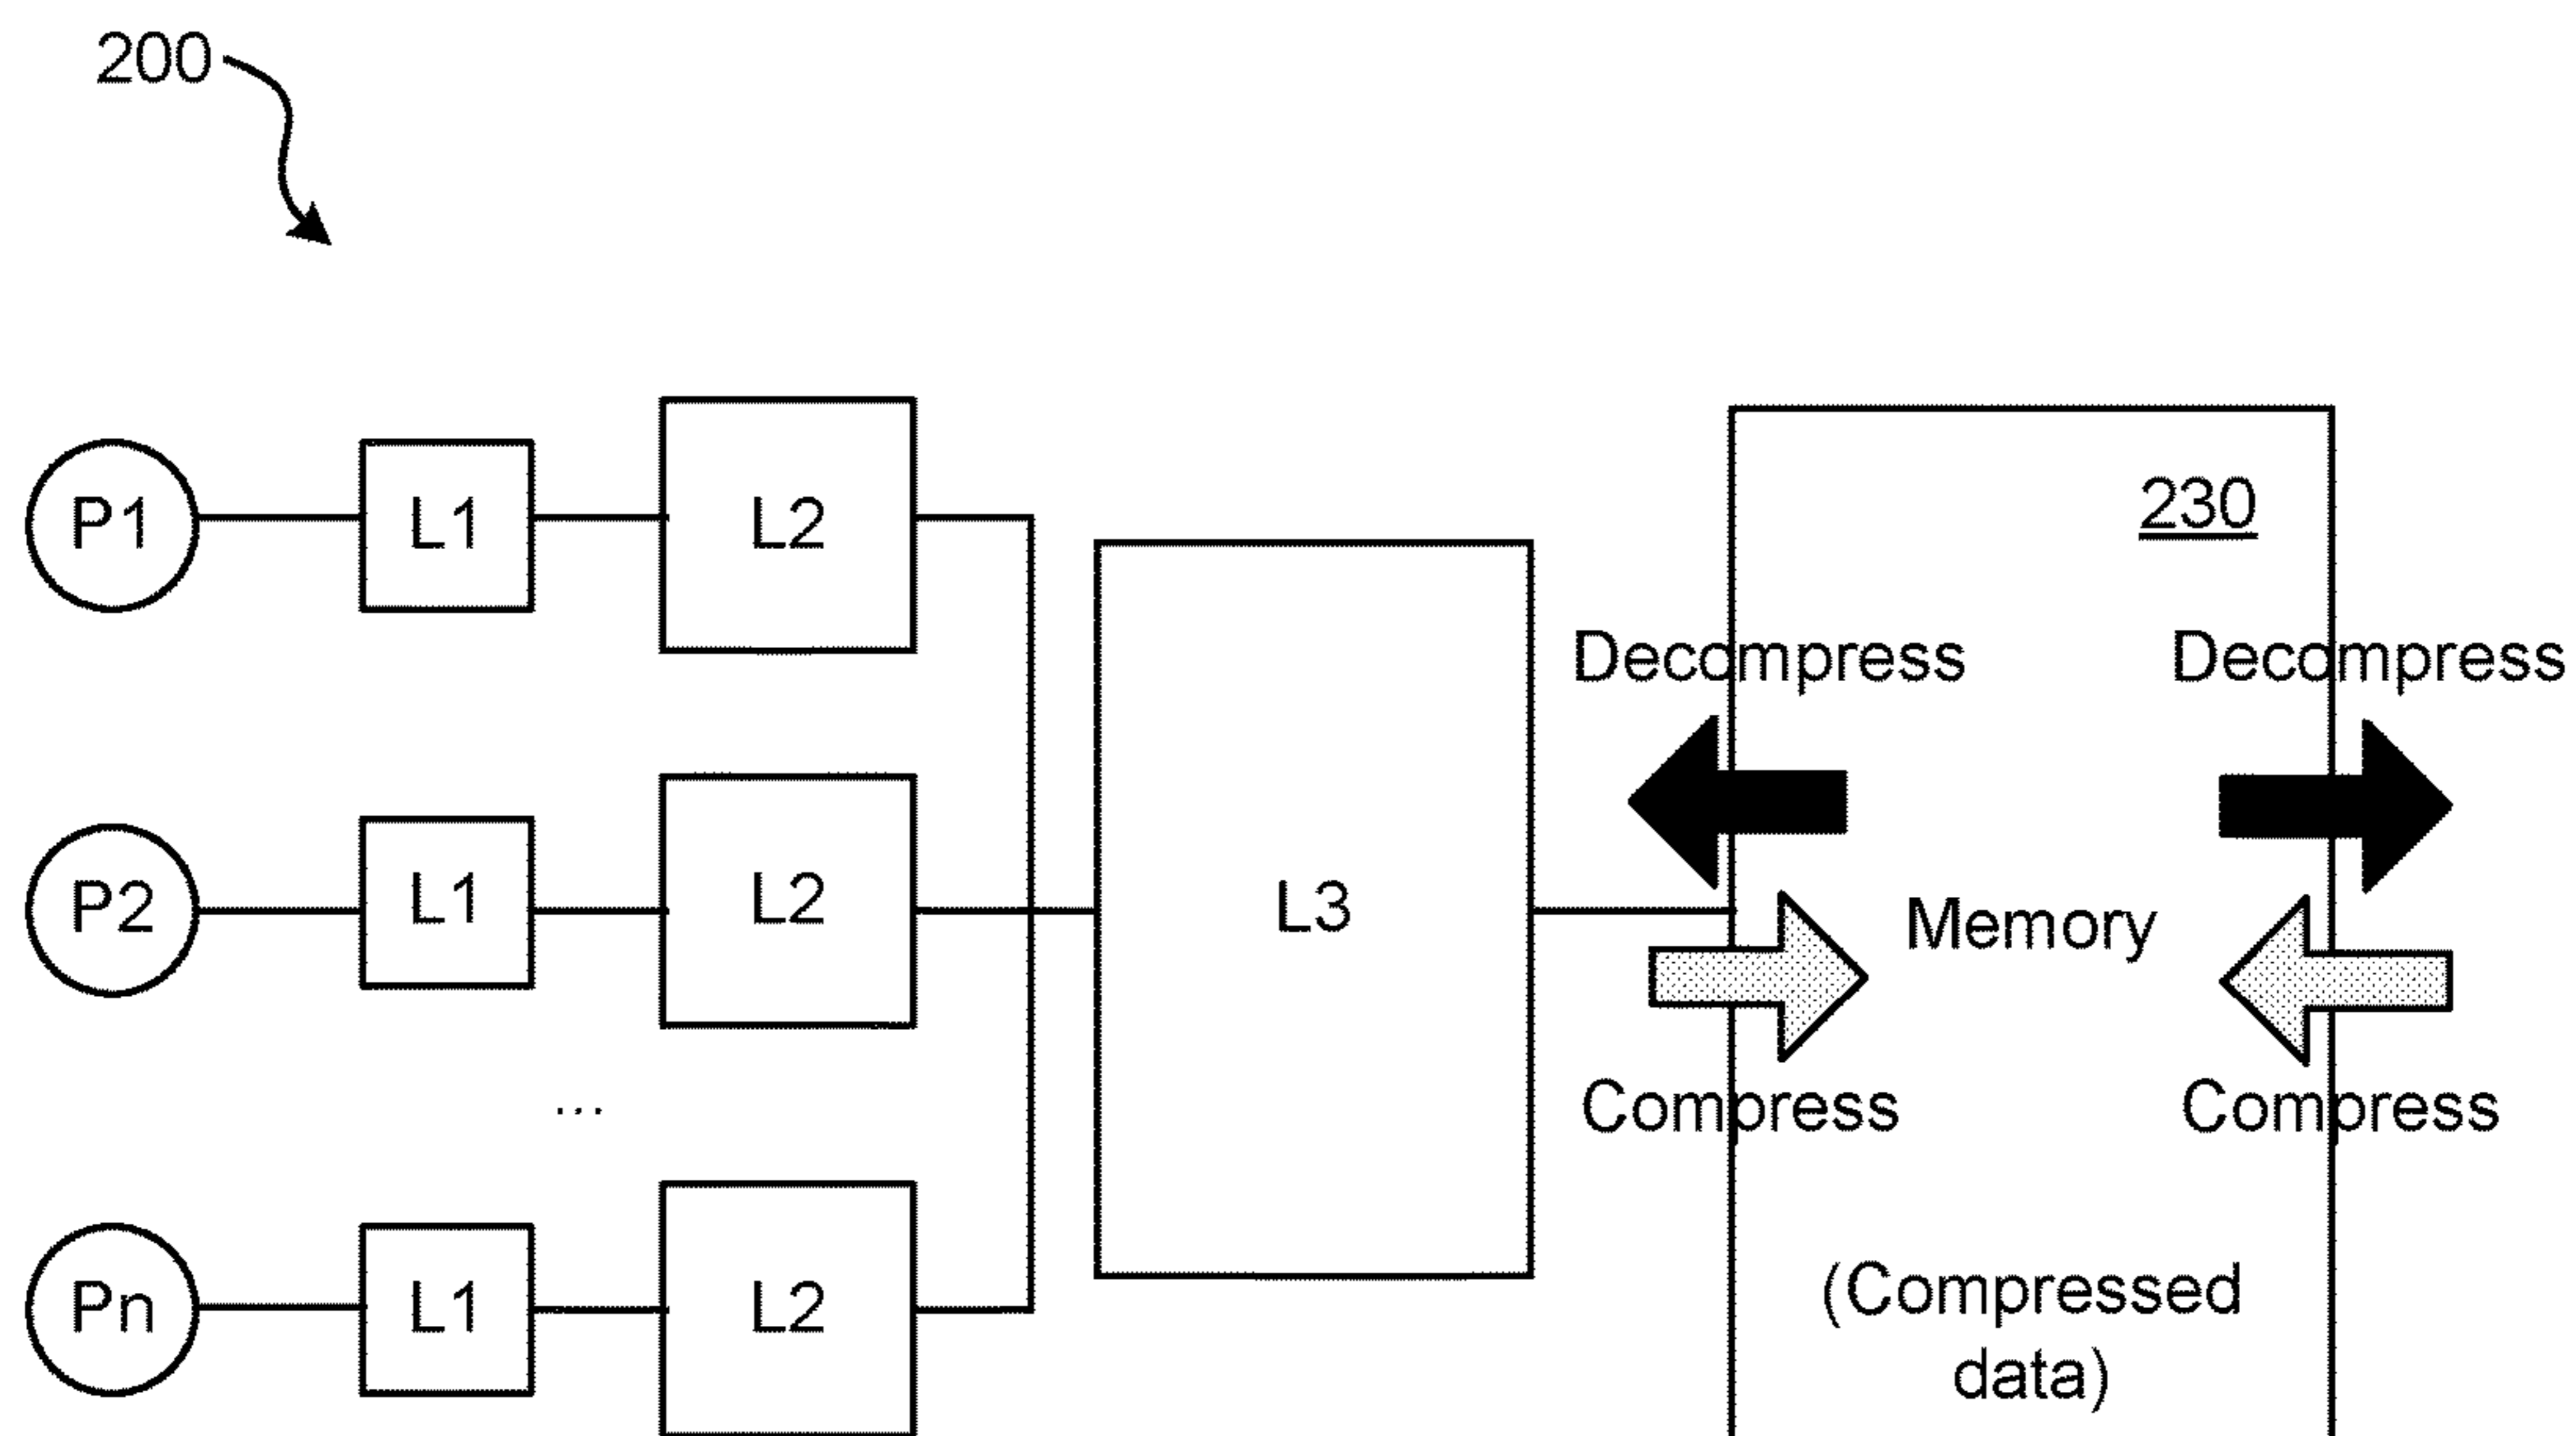 200
230
P1
L1
L2
Decompress
Decompress
P2
L1
L2
L3
Memory
Compress
Compress
...
Pn
L1
L2
(Compressed
data)